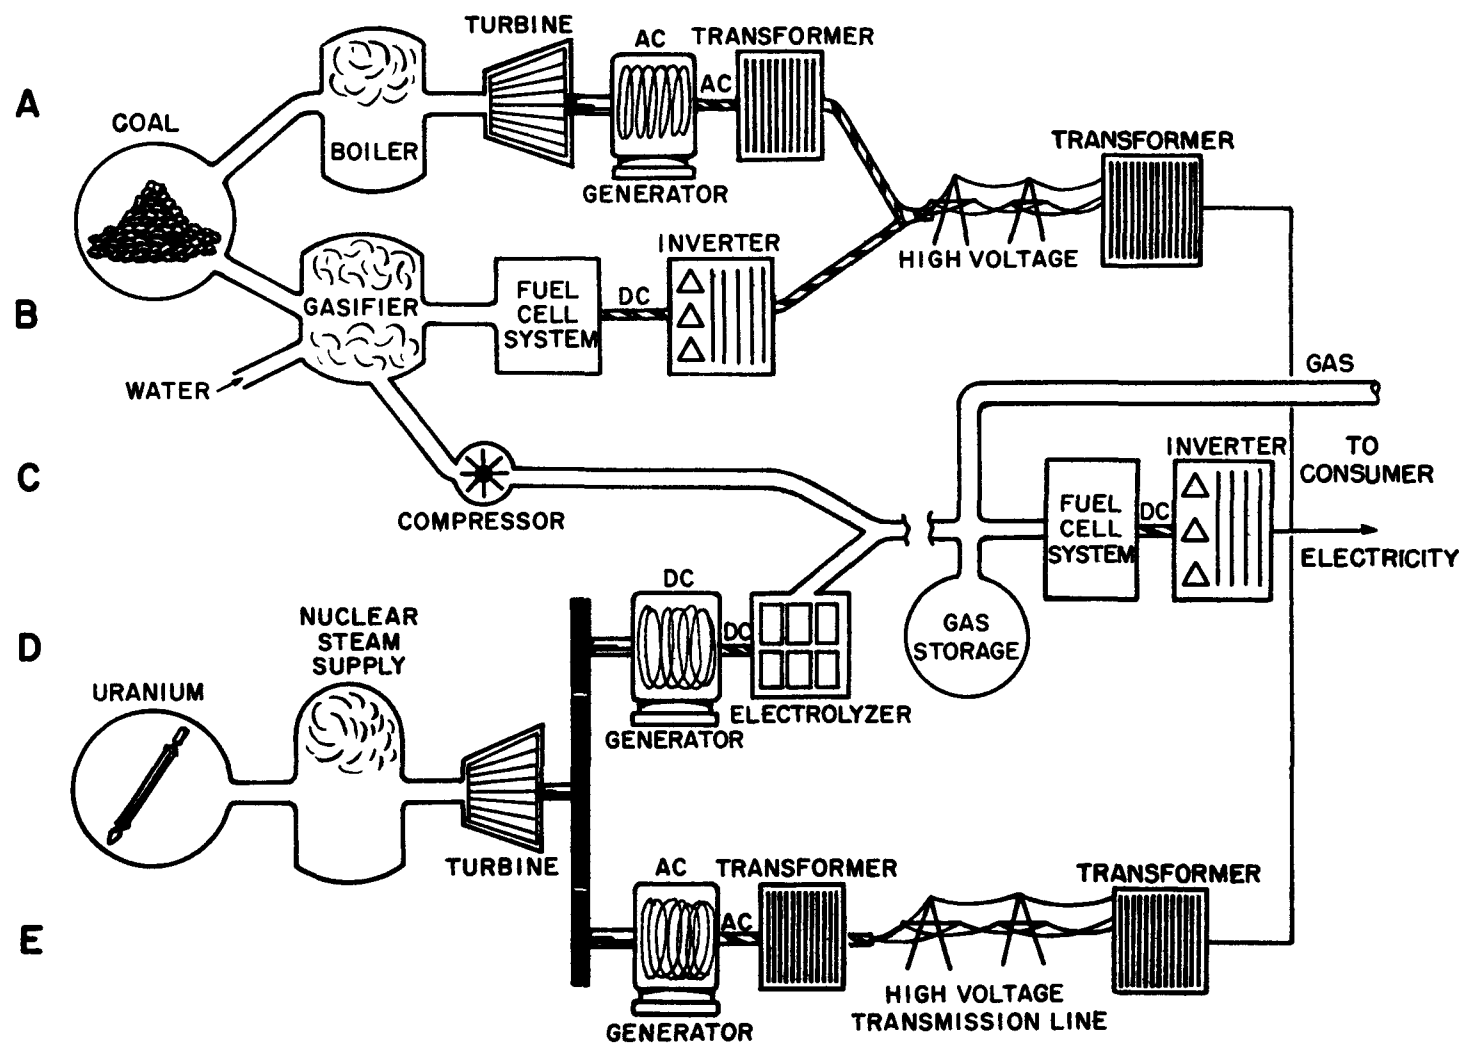 TURBINE
AC
TRANSFORMER
AC
A
COAL
BOILER
GENERATOR
TRANSFORMER
HIGH VOLTAGE
INVERTER
GASIFIER
FUEL
CELL
SYSTEM
DC
B
WATER
GAS
C
COMPRESSOR
INVERTER
TO
CONSUMER
FUEL
CELL
SYSTEM
DC
ELECTRICITY
DC
NUCLEAR
STEAM
SUPPLY
DC
GAS
STORAGE
D
URANIUM
ELECTROLYZER
GENERATOR
TURBINE
AC
TRANSFORMER
TRANSFORMER
AC
E
HIGH VOLTAGE
TRANSMISSION LINE
GENERATOR